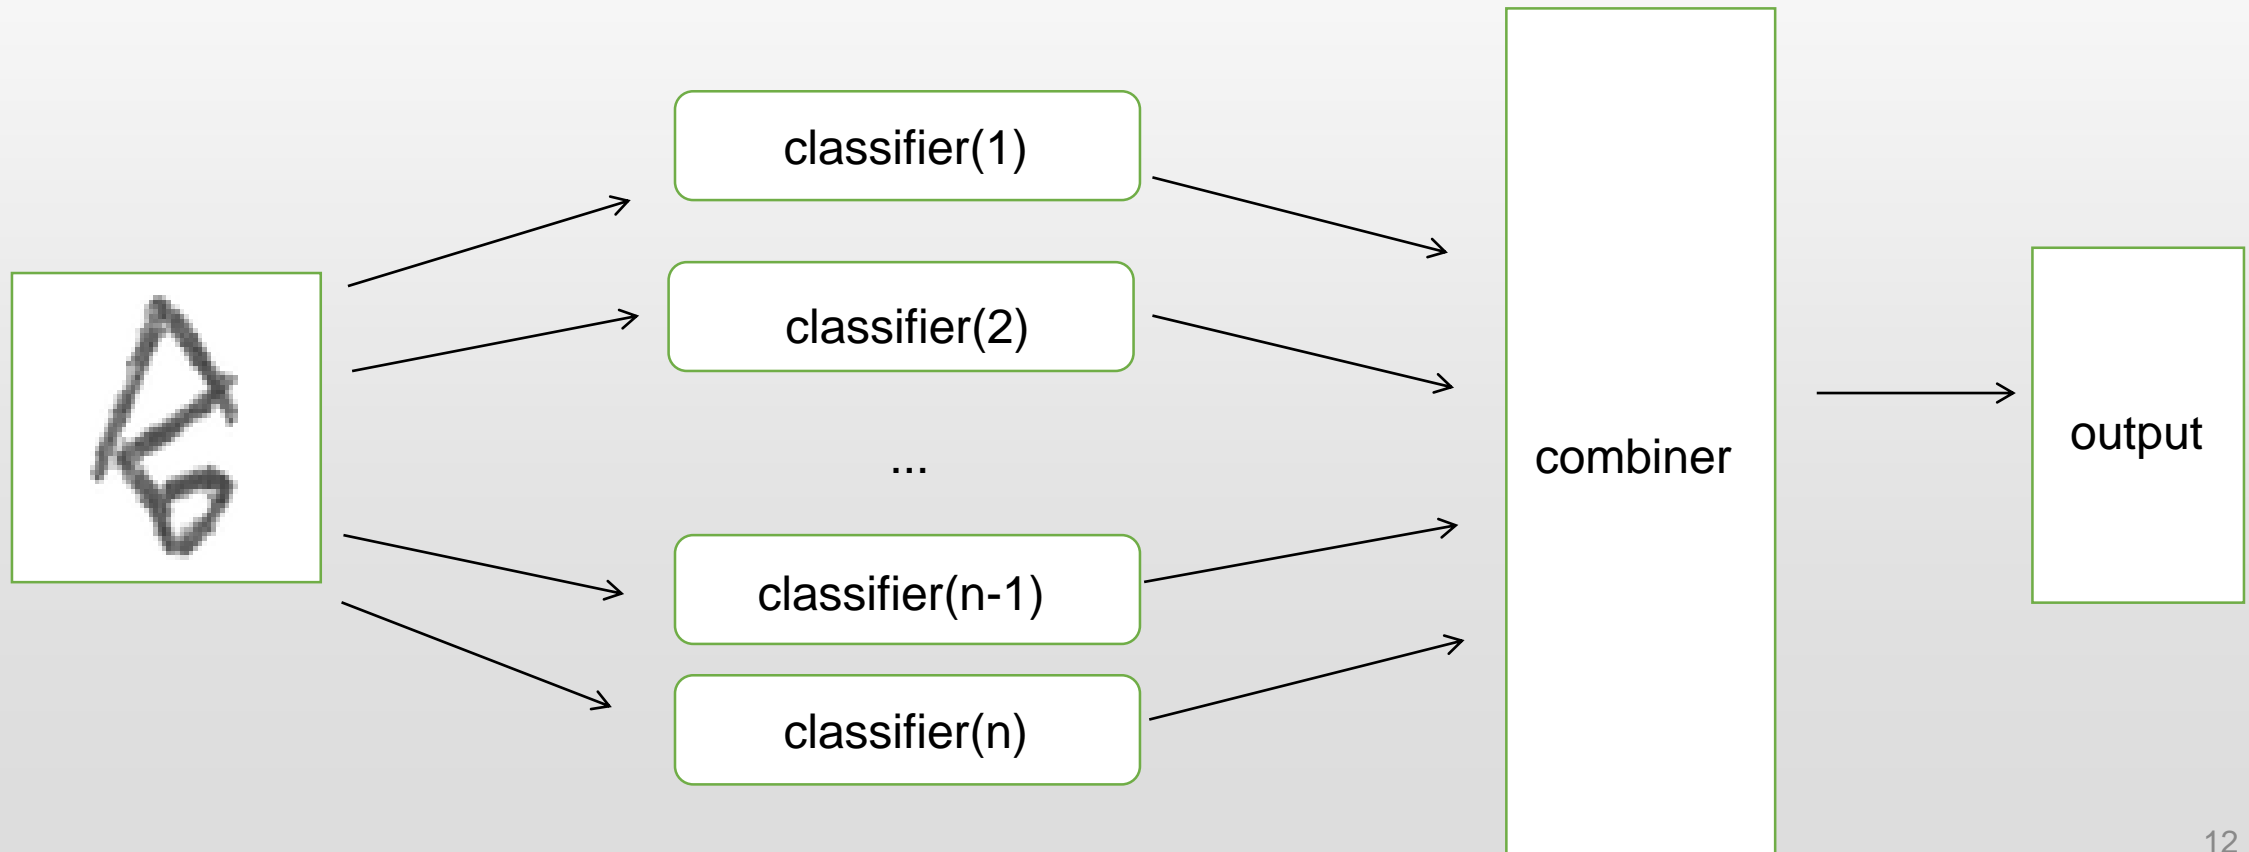 classifier(1)
classifier(2)
...
classifier(n-1)
classifier(n)
combiner
output
12